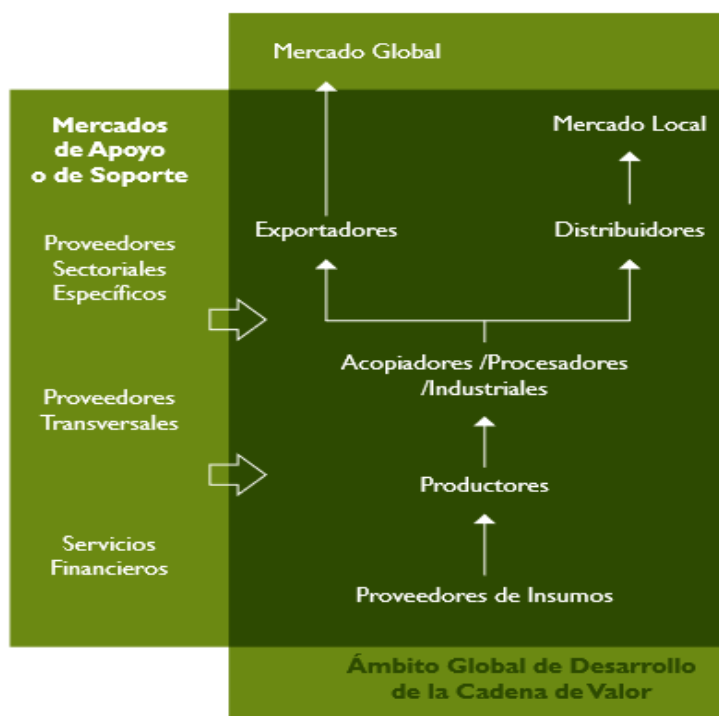 Mercado Global
Mercados
de Apoyo
o de Soporte
Mercado Local
Proveedores
Sectoriales
Específicos
Exportadores
Distribuidores
Acopiadores /Procesadores
/Industriales
Proveedores
Transversales
Productores
Servicios
Financieros
Proveedores de Insumos
Ámbito Global de Desarrollo
de la Cadena de Valor